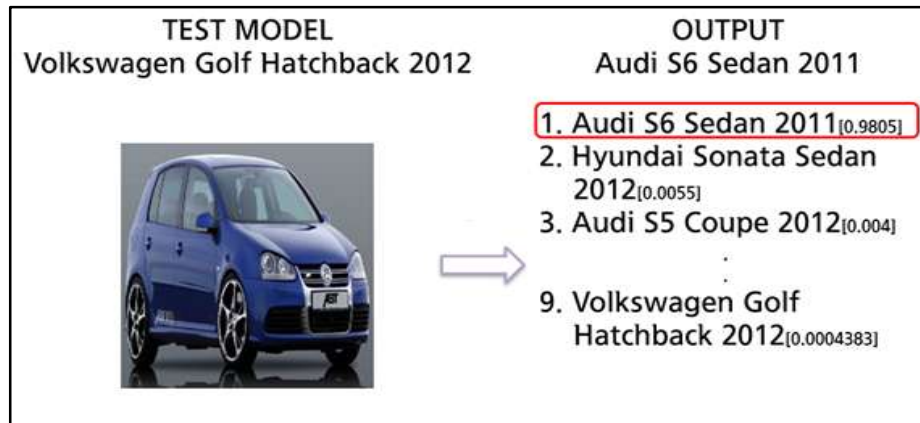 TEST MODEL
Volkswagen Golf Hatchback 2012
OUTPUT
Audi S6 Sedan 2011
1. Audi S6 Sedan 2011[0.9805]
2. Hyundai Sonata Sedan
2012[0.0055]
3. Audi S5 Coupe 2012[0.004]
.
.
9. Volkswagen Golf
Hatchback 2012[0.0004383]